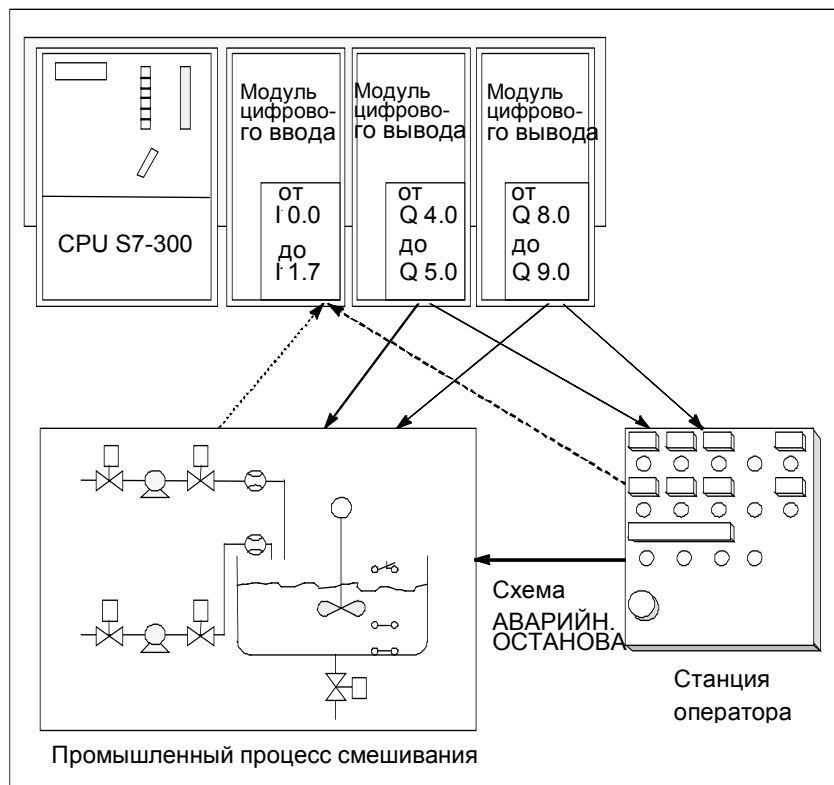 CPU S7-300
Модуль
цифрово-
го ввода
от
I 0.0
до
I 1.7
Модуль
цифрово-
го вывода
от
Q 4.0
до
Q 5.0
Модуль
цифрово-
го вывода
от
Q 8.0
до
Q 9.0
Схема
АВАРИЙН.
ОСТАНОВА
Станция
оператора
Промышленный процесс смешивания